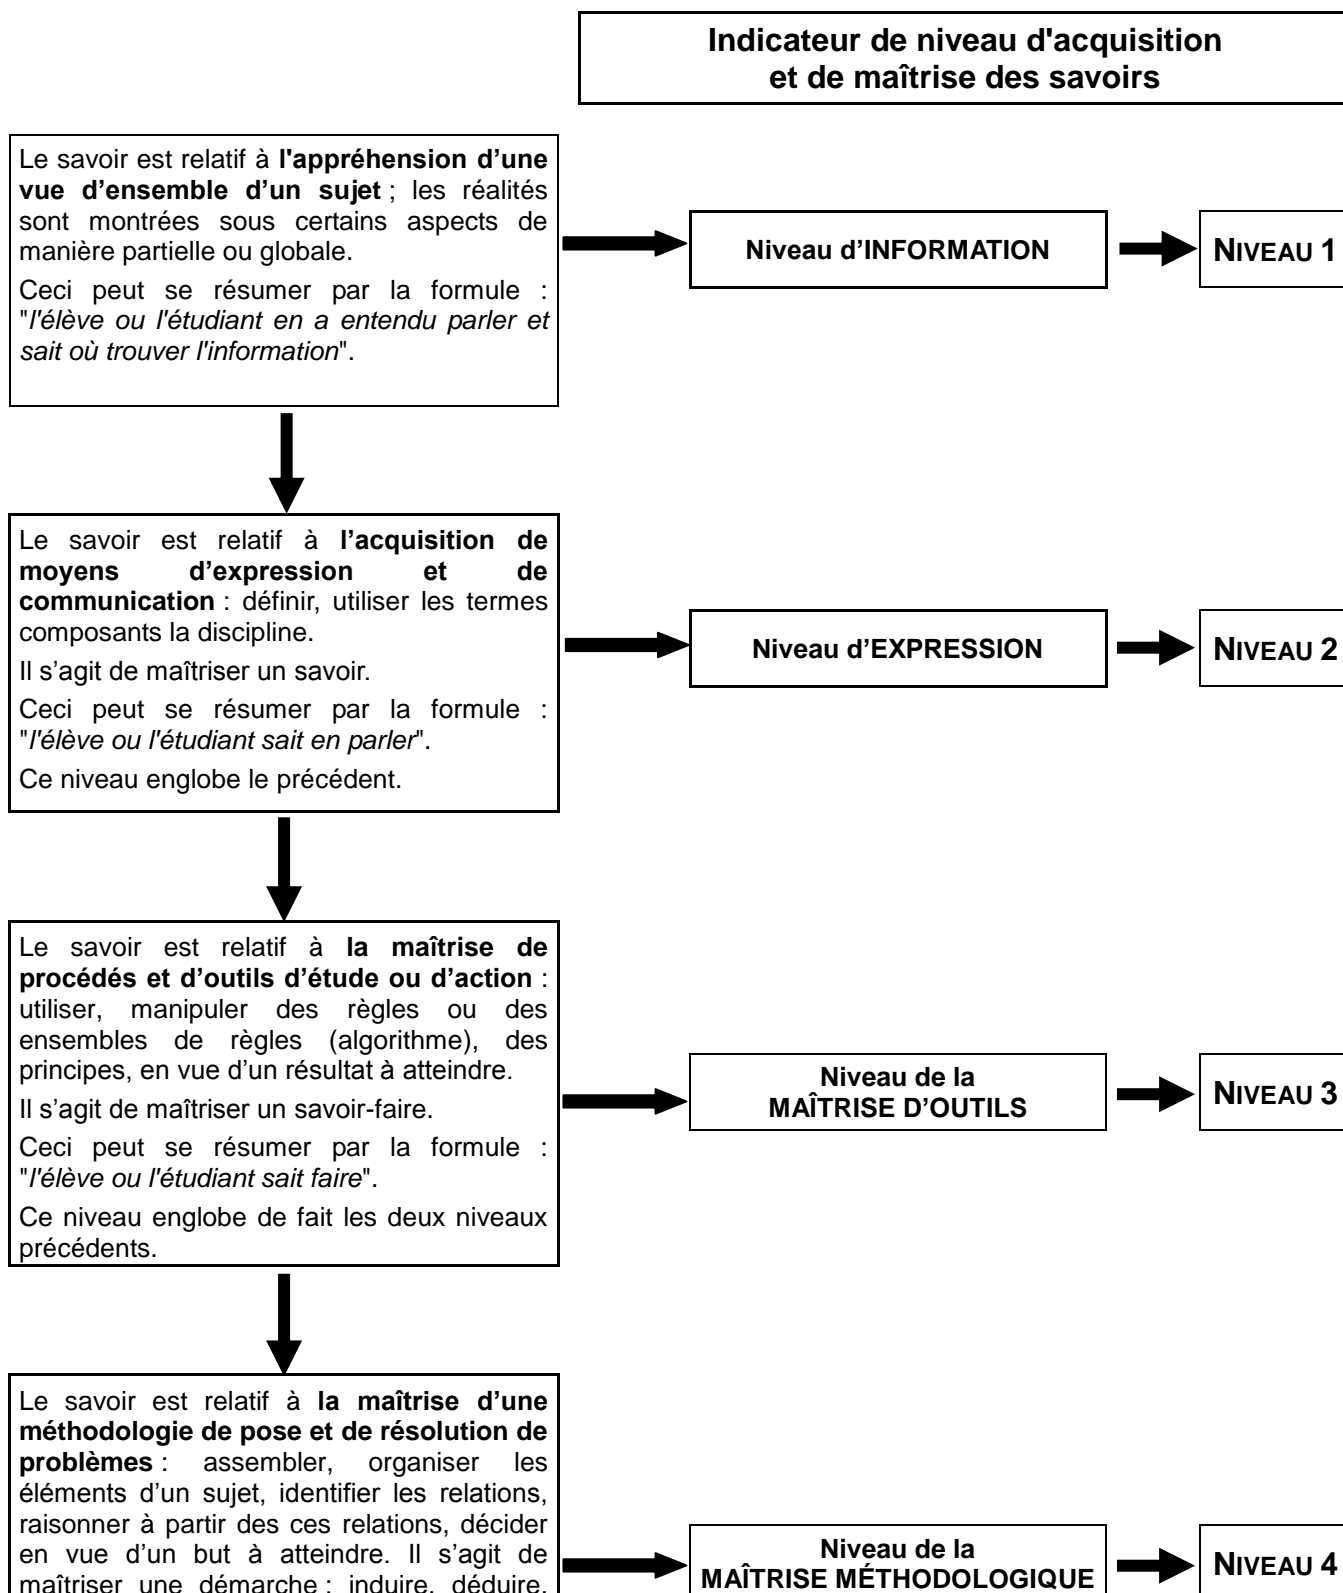 Indicateur de niveau d'acquisition
et de maîtrise des savoirs
Le savoir est relatif à l'appréhension d’une
vue d’ensemble d’un sujet ; les réalités
sont montrées sous certains aspects de
manière partielle ou globale.
Ceci peut se résumer par la formule :
"l'élève ou l'étudiant en a entendu parler et
sait où trouver l'information".
Niveau d’INFORMATION
NIVEAU 1
Le savoir est relatif à l’acquisition de
moyens d’expression et de
communication : définir, utiliser les termes
composants la discipline.
Il s’agit de maîtriser un savoir.
Ceci peut se résumer par la formule :
"l'élève ou l'étudiant sait en parler".
Ce niveau englobe le précédent.
Niveau d’EXPRESSION
NIVEAU 2
Le savoir est relatif à la maîtrise de
procédés et d’outils d’étude ou d’action :
utiliser, manipuler des règles ou des
ensembles de règles (algorithme), des
principes, en vue d’un résultat à atteindre.
Il s’agit de maîtriser un savoir-faire.
Ceci peut se résumer par la formule :
"l'élève ou l'étudiant sait faire".
Ce niveau englobe de fait les deux niveaux
précédents.
Niveau de la
MAÎTRISE D’OUTILS
NIVEAU 3
Le savoir est relatif à la maîtrise d’une
méthodologie de pose et de résolution de
problèmes : assembler, organiser les
éléments d’un sujet, identifier les relations,
raisonner à partir des ces relations, décider
en vue d’un but à atteindre. Il s’agit de
maîtriser une démarche : induire, déduire,
Niveau de la
MAÎTRISE MÉTHODOLOGIQUE
NIVEAU 4